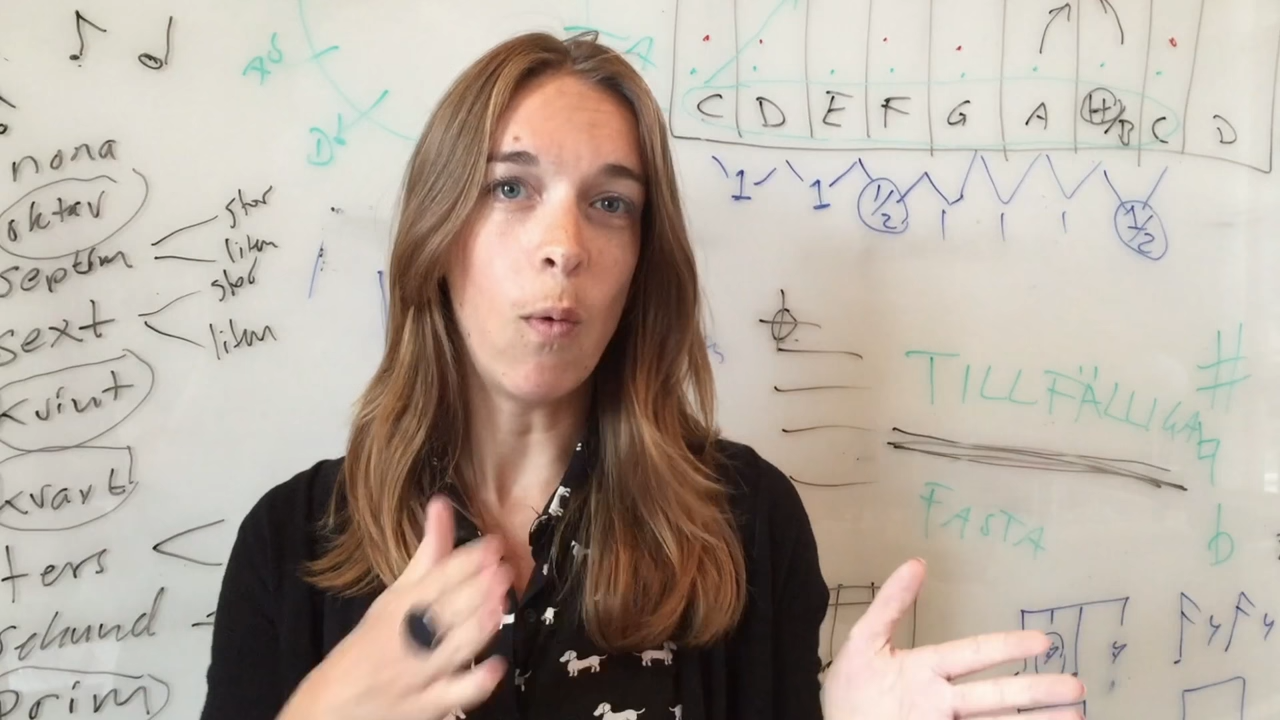 nona
oktav
septim
stor
liten
sext
stor
liten
kvint
kvart
ters
sekund
prim
A♭
D♭
C D E F G A H/B C D
1 1 1/2 1 1 1 1/2
TILLFÄLLIGA
FASTA
#
♮
b